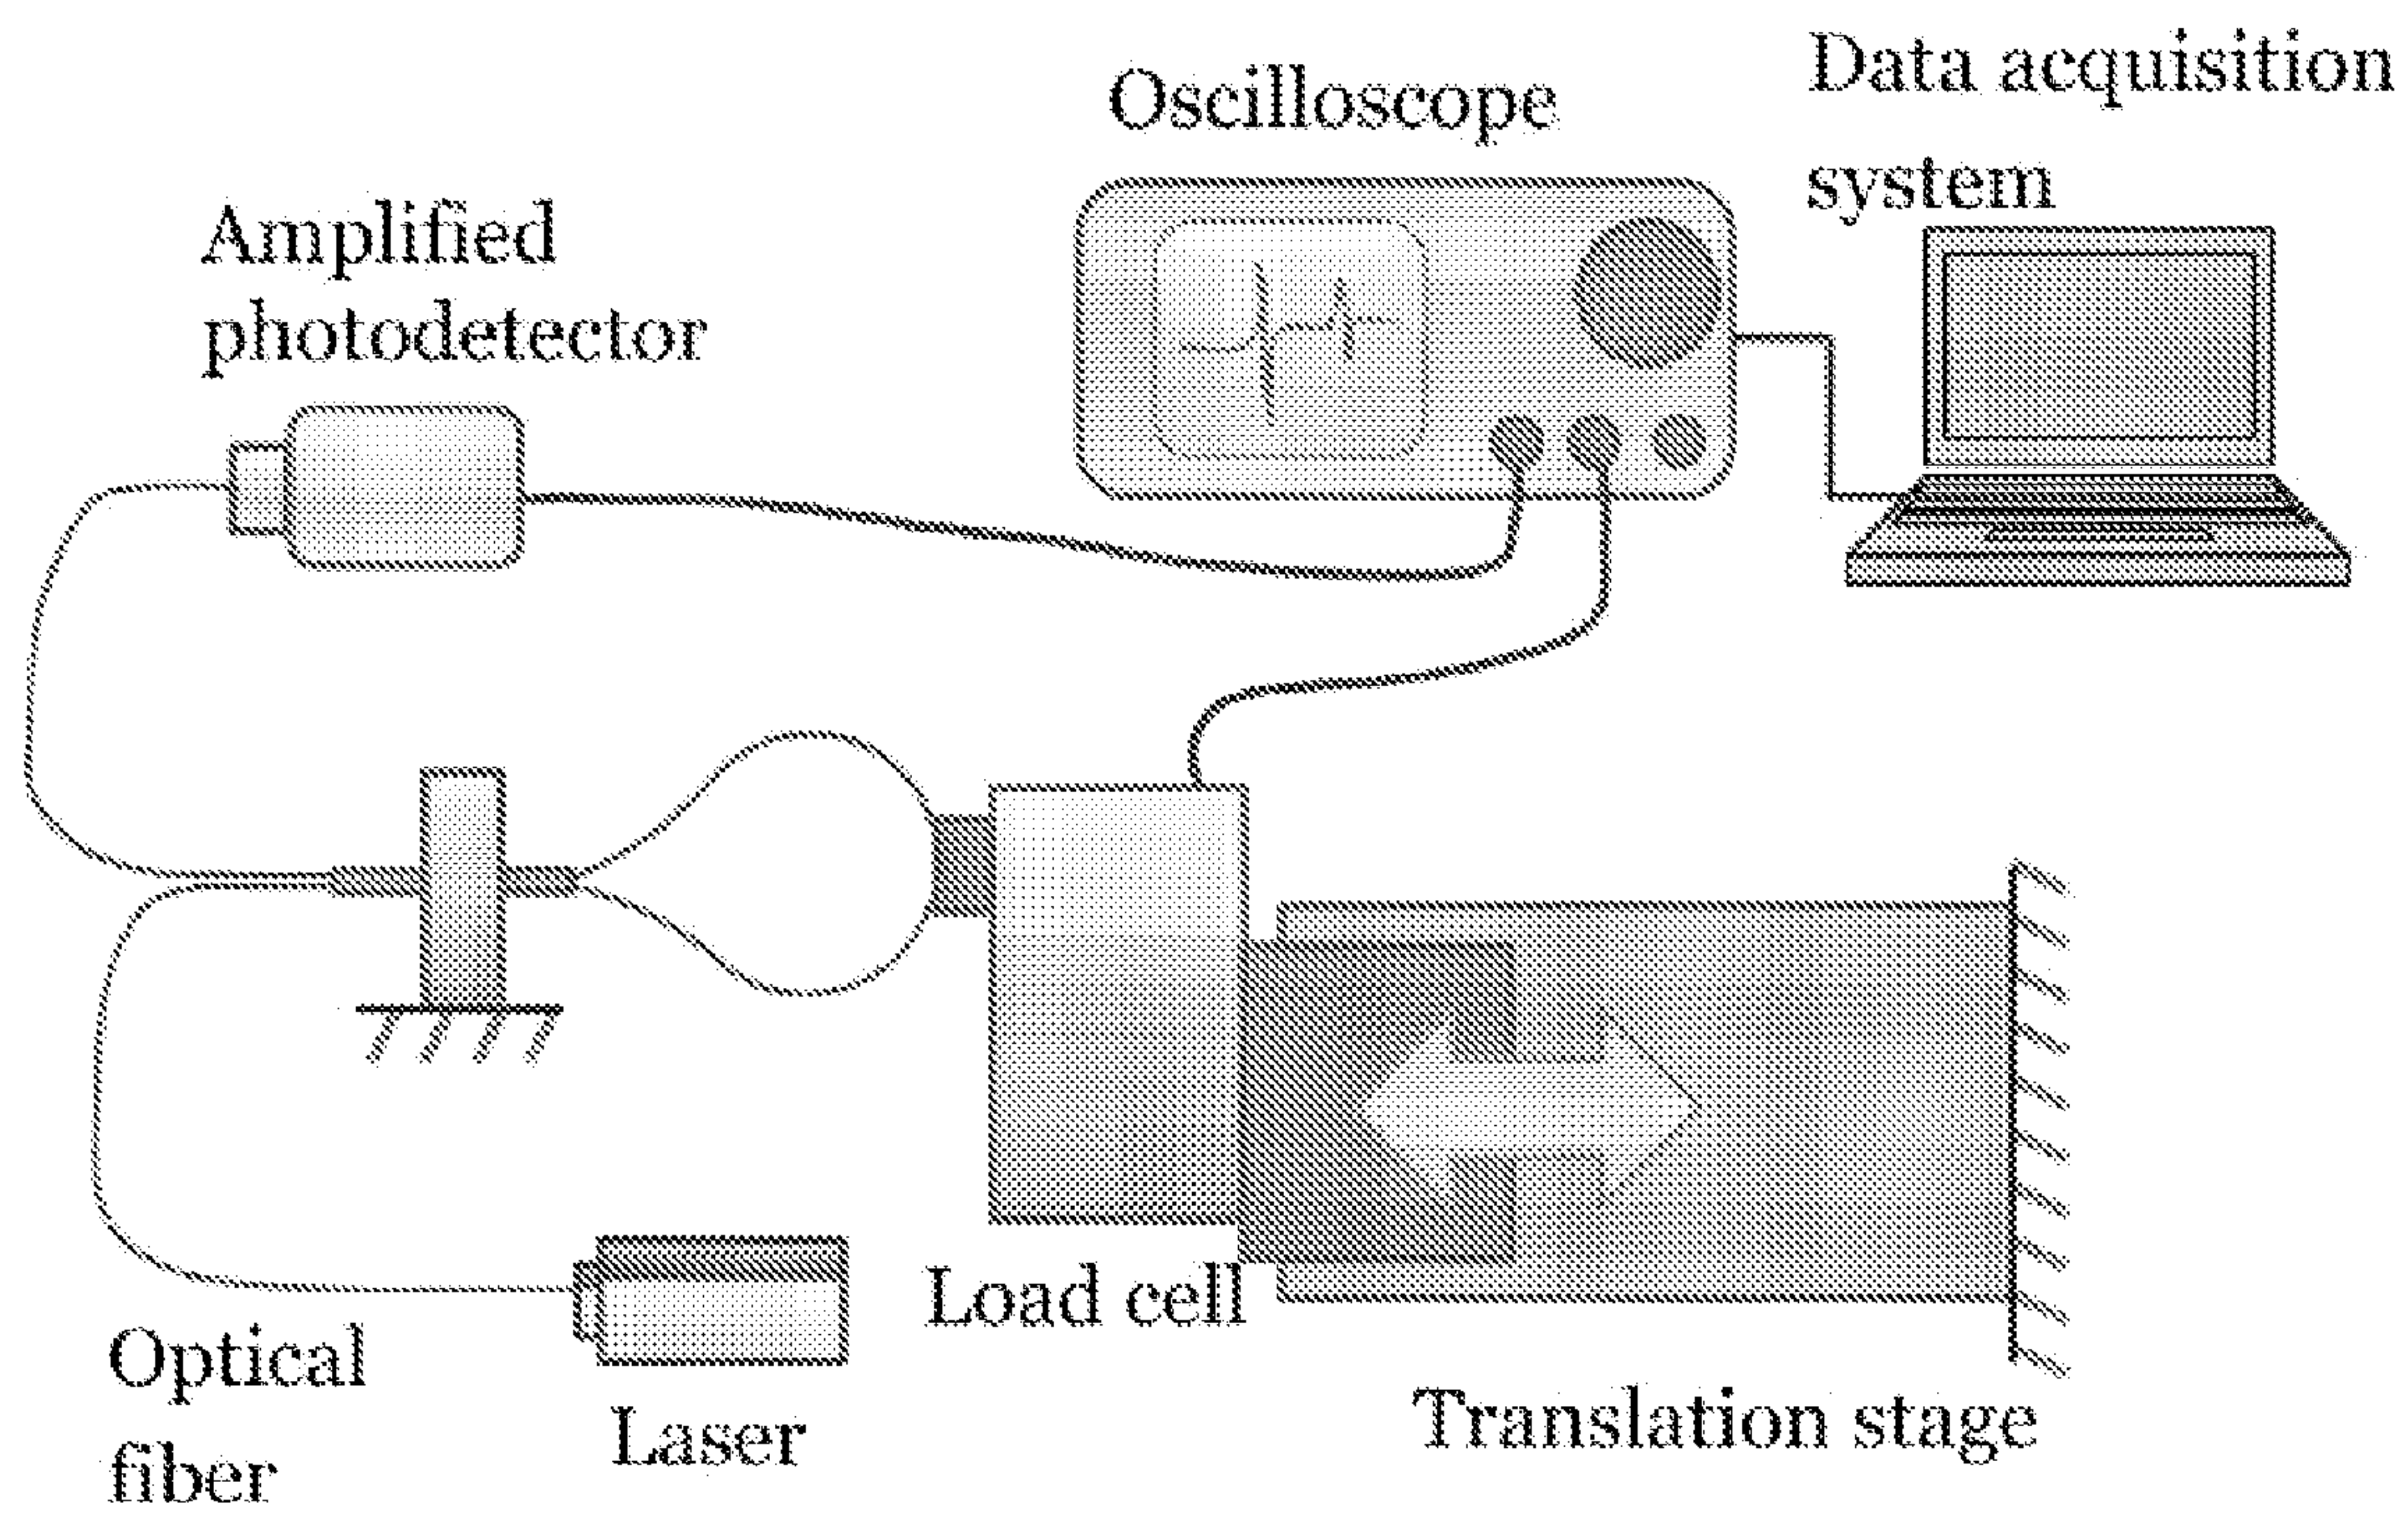 Oscilloscope
Data acquisition
system
Amplified
photodetector
Load cell
Optical
fiber
Laser
Translation stage